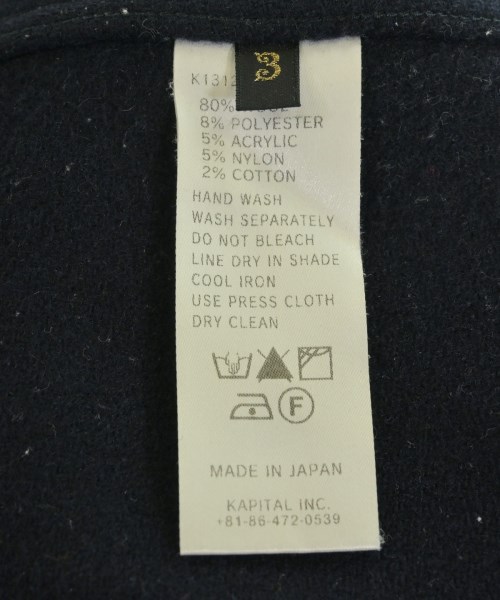 3
K1312
80%
8% POLYESTER
5% ACRYLIC
5% NYLON
2% COTTON
HAND WASH
WASH SEPARATELY
DO NOT BLEACH
LINE DRY IN SHADE
COOL IRON
USE PRESS CLOTH
DRY CLEAN
F
MADE IN JAPAN
KAPITAL INC.
+81-86-472-0539